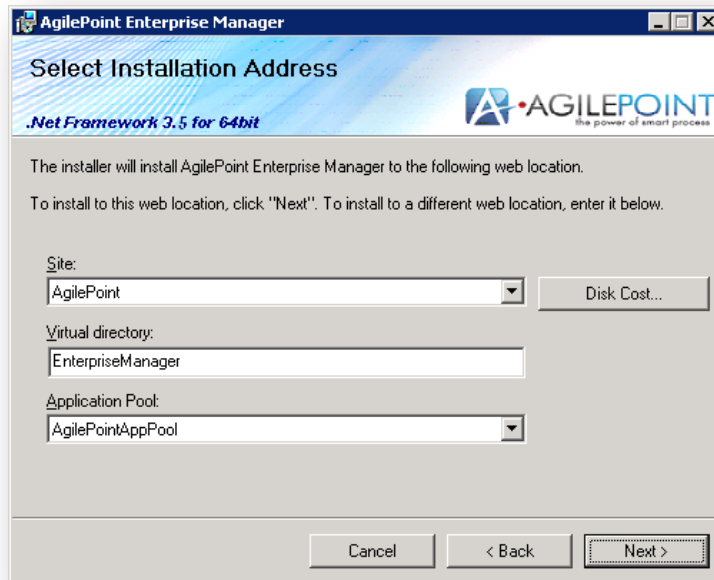 AgilePoint Enterprise Manager
Select Installation Address
AGILEPOINT
the power of smart process
.Net Framework 3.5 for 64bit
The installer will install AgilePoint Enterprise Manager to the following web location.
To install to this web location, click "Next". To install to a different web location, enter it below.
Site:
AgilePoint
Disk Cost...
Virtual directory:
EnterpriseManager
Application Pool:
AgilePointAppPool
Cancel
< Back
Next >